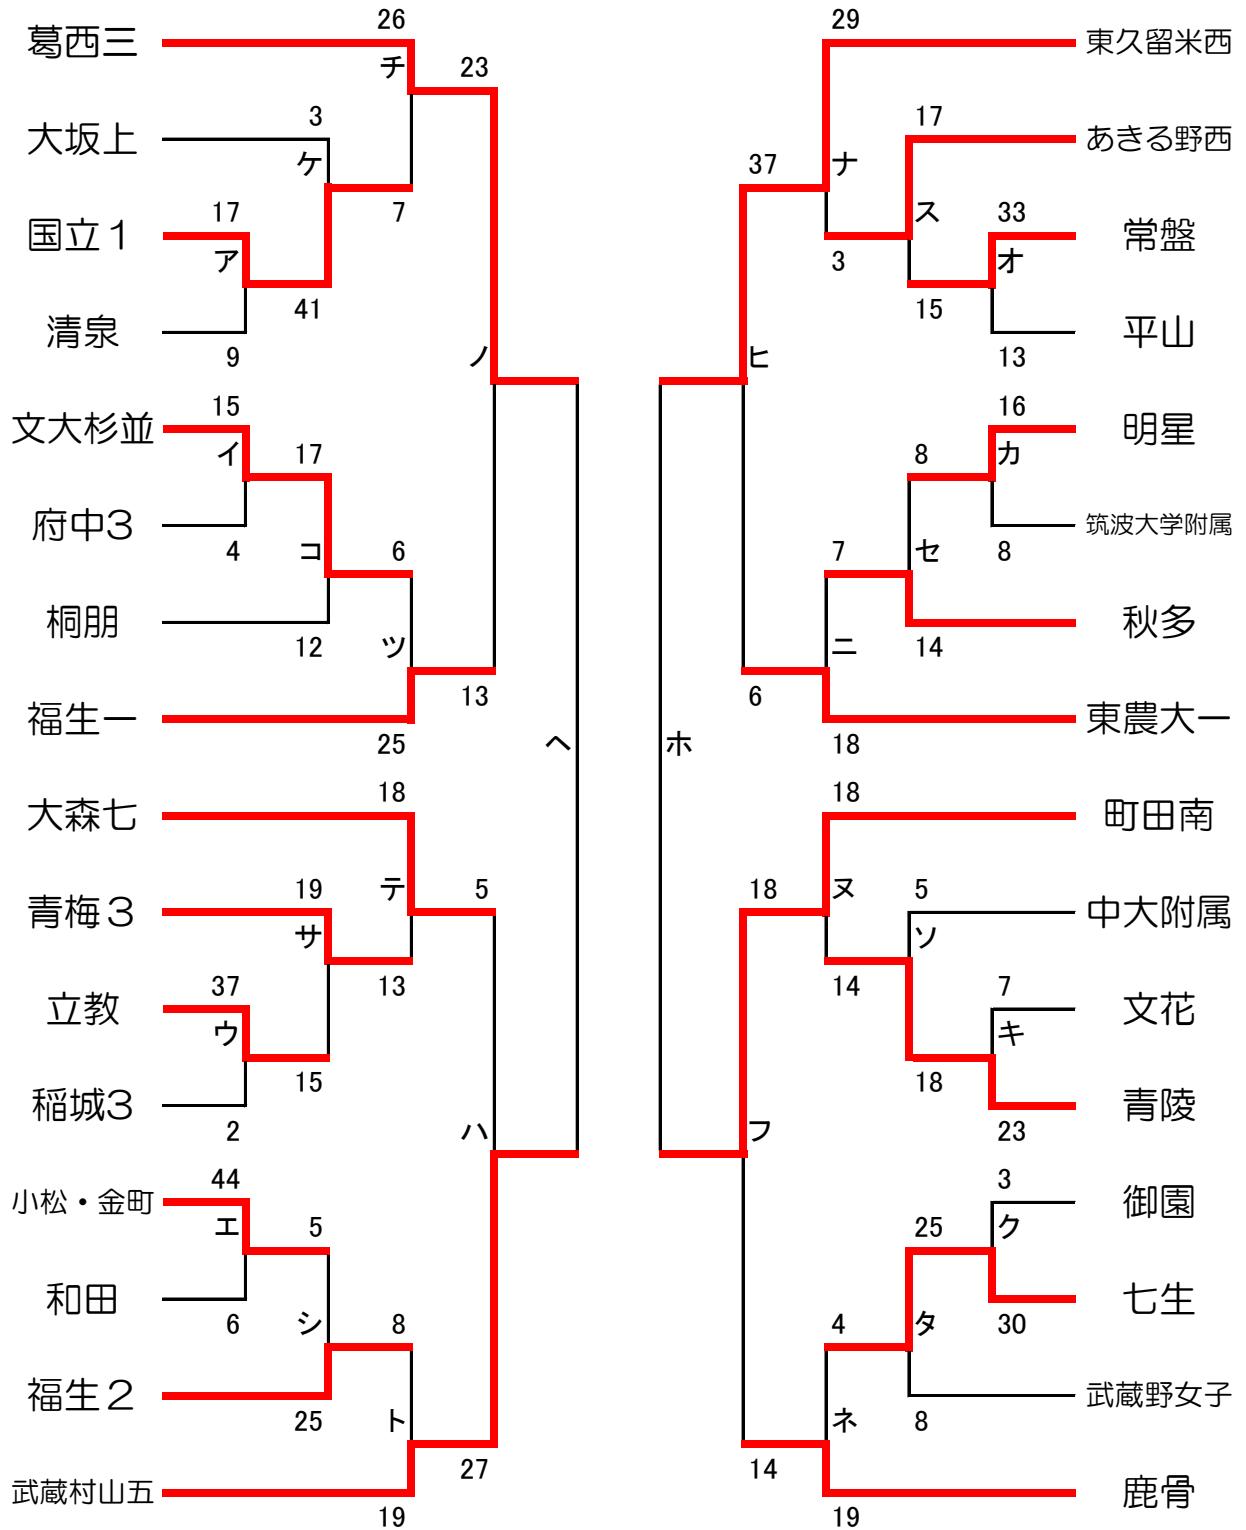 26
葛西三
チ
23
3
大坂上
ケ
17
7
国立１
ア
41
清泉
9
ノ
15
文大杉並
イ
17
府中3
4
コ
6
桐朋
12
ツ
13
福生一
25
ヘ
18
大森七
19
テ
5
青梅３
サ
37
13
立教
ウ
15
稲城3
2
ハ
44
小松・金町
エ
5
和田
6
シ
8
福生２
25
ト
27
武蔵村山五
19
29
東久留米西
17
あきる野西
37
ナ
ス
33
常盤
3
オ
15
平山
13
ヒ
16
明星
8
カ
筑波大学附属
7
セ
8
秋多
14
ニ
6
東農大一
18
ホ
18
町田南
18
ヌ
5
中大附属
ソ
7
文花
14
キ
18
青陵
23
フ
3
御園
25
ク
七生
4
タ
30
武蔵野女子
8
ネ
14
鹿骨
19